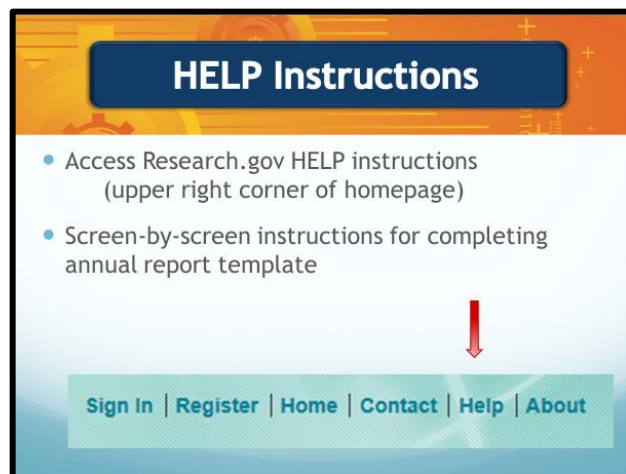 HELP Instructions
• Access Research.gov HELP instructions
(upper right corner of homepage)
• Screen-by-screen instructions for completing
annual report template
Sign In | Register | Home | Contact | Help | About